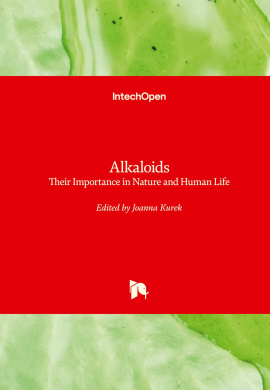 IntechOpen
Alkaloids
Their Importance in Nature and Human Life
Edited by Joanna Kurek